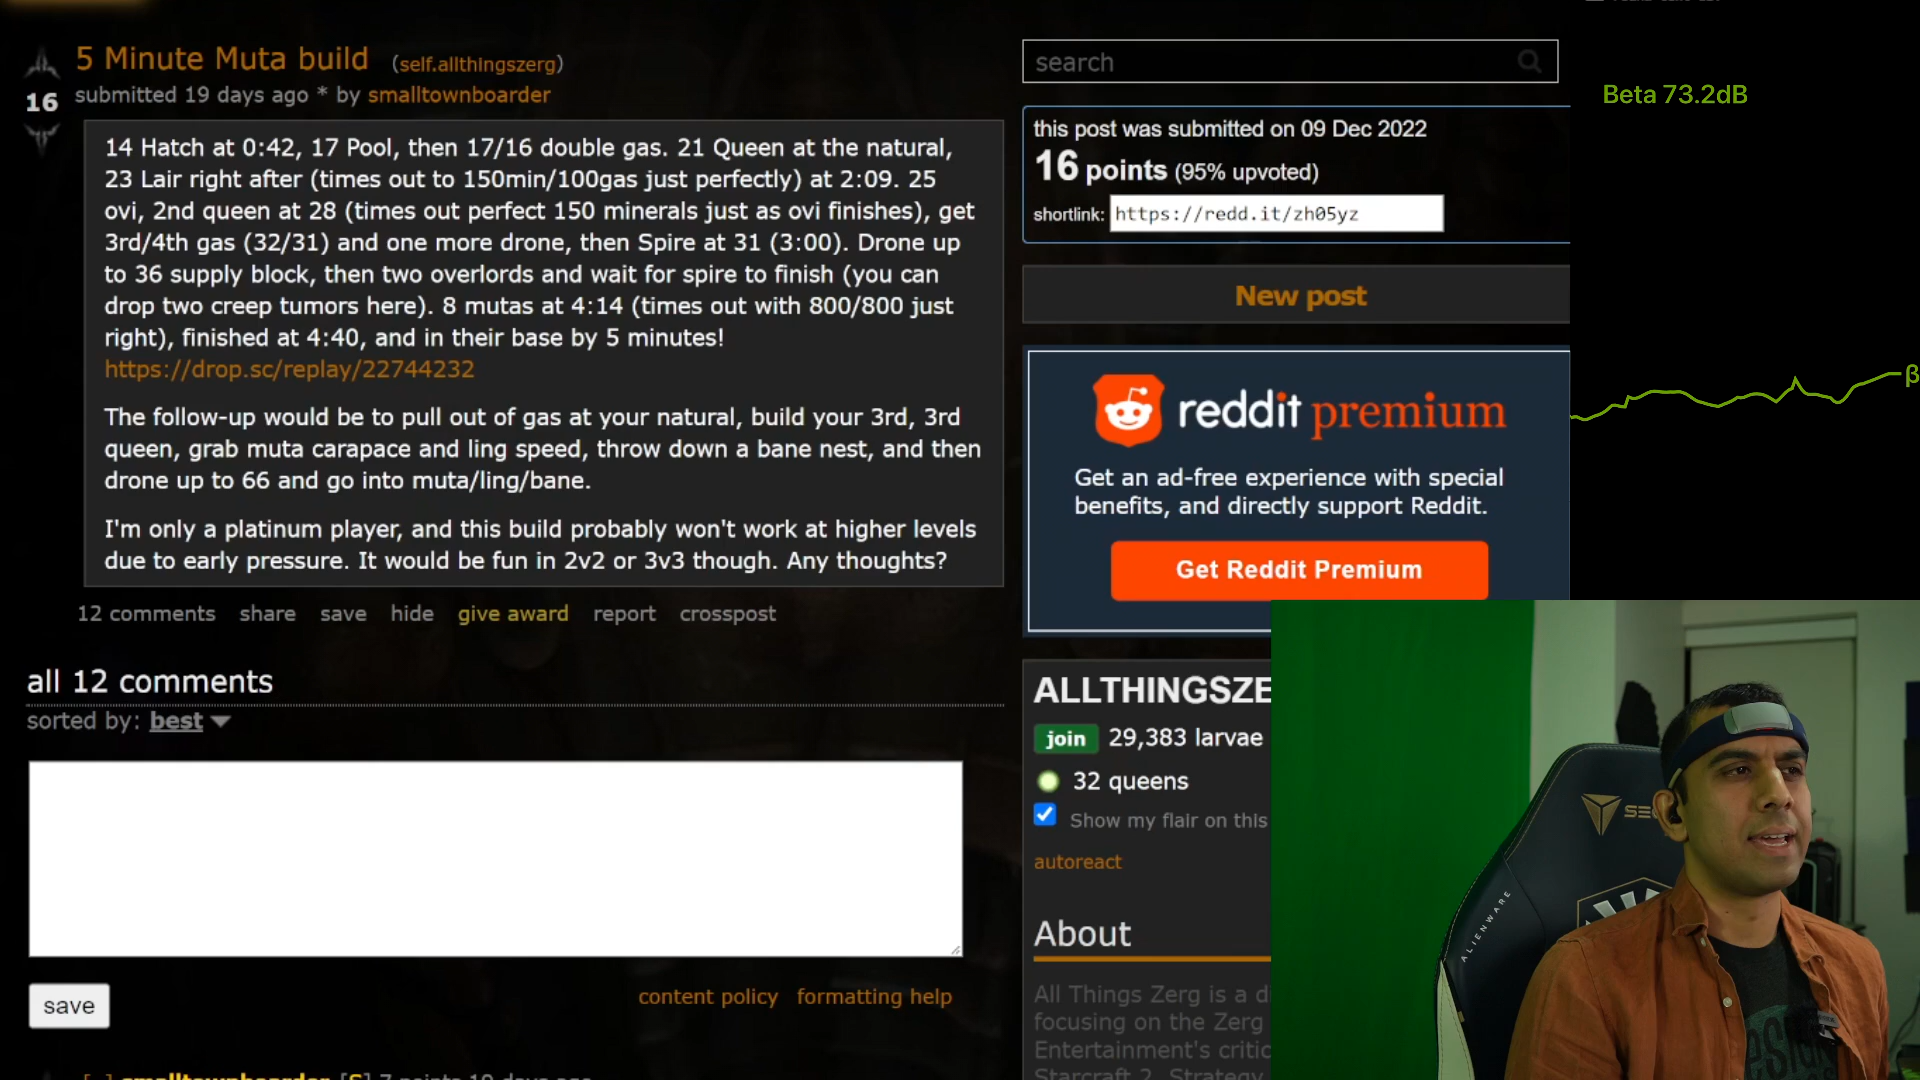 5 Minute Muta build (self.allthingszerg)
16
submitted 19 days ago * by smalltownboarder
14 Hatch at 0:42, 17 Pool, then 17/16 double gas. 21 Queen at the natural,
23 Lair right after (times out to 150min/100gas just perfectly) at 2:09. 25
ovi, 2nd queen at 28 (times out perfect 150 minerals just as ovi finishes), get
3rd/4th gas (32/31) and one more drone, then Spire at 31 (3:00). Drone up
to 36 supply block, then two overlords and wait for spire to finish (you can
drop two creep tumors here). 8 mutas at 4:14 (times out with 800/800 just
right), finished at 4:40, and in their base by 5 minutes!
https://drop.sc/replay/22744232
The follow-up would be to pull out of gas at your natural, build your 3rd, 3rd
queen, grab muta carapace and ling speed, throw down a bane nest, and then
drone up to 66 and go into muta/ling/bane.
I'm only a platinum player, and this build probably won't work at higher levels
due to early pressure. It would be fun in 2v2 or 3v3 though. Any thoughts?
12 comments share save hide give award report crosspost
all 12 comments
sorted by: best
save
content policy formatting help
smalltownboarder [S] 7 points 19 days ago
search
this post was submitted on 09 Dec 2022
16 points (95% upvoted)
shortlink: https://redd.it/zh05yz
New post
reddit premium
Get an ad-free experience with special
benefits, and directly support Reddit.
Get Reddit Premium
ALLTHINGSZE
join 29,383 larvae
32 queens
Show my flair on this
autoreact
About
All Things Zerg is a d
focusing on the Zerg
Entertainment's critic
Starcraft 2. Strategy
Beta 73.2dB
β
ALIENWARE